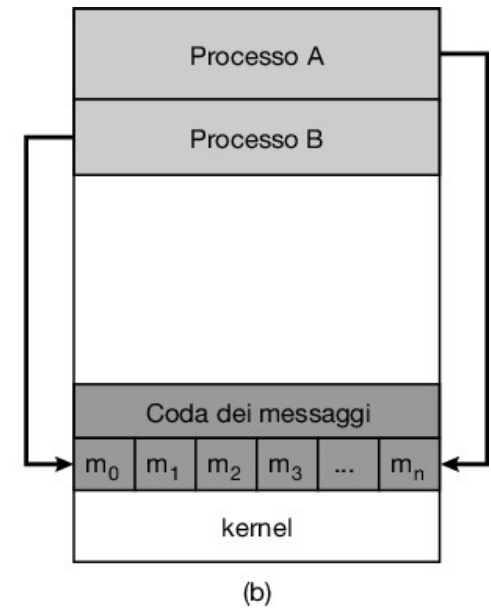 Processo A
Processo B
Coda dei messaggi
m₀ m₁ m₂ m₃ ... mₙ
kernel
(b)